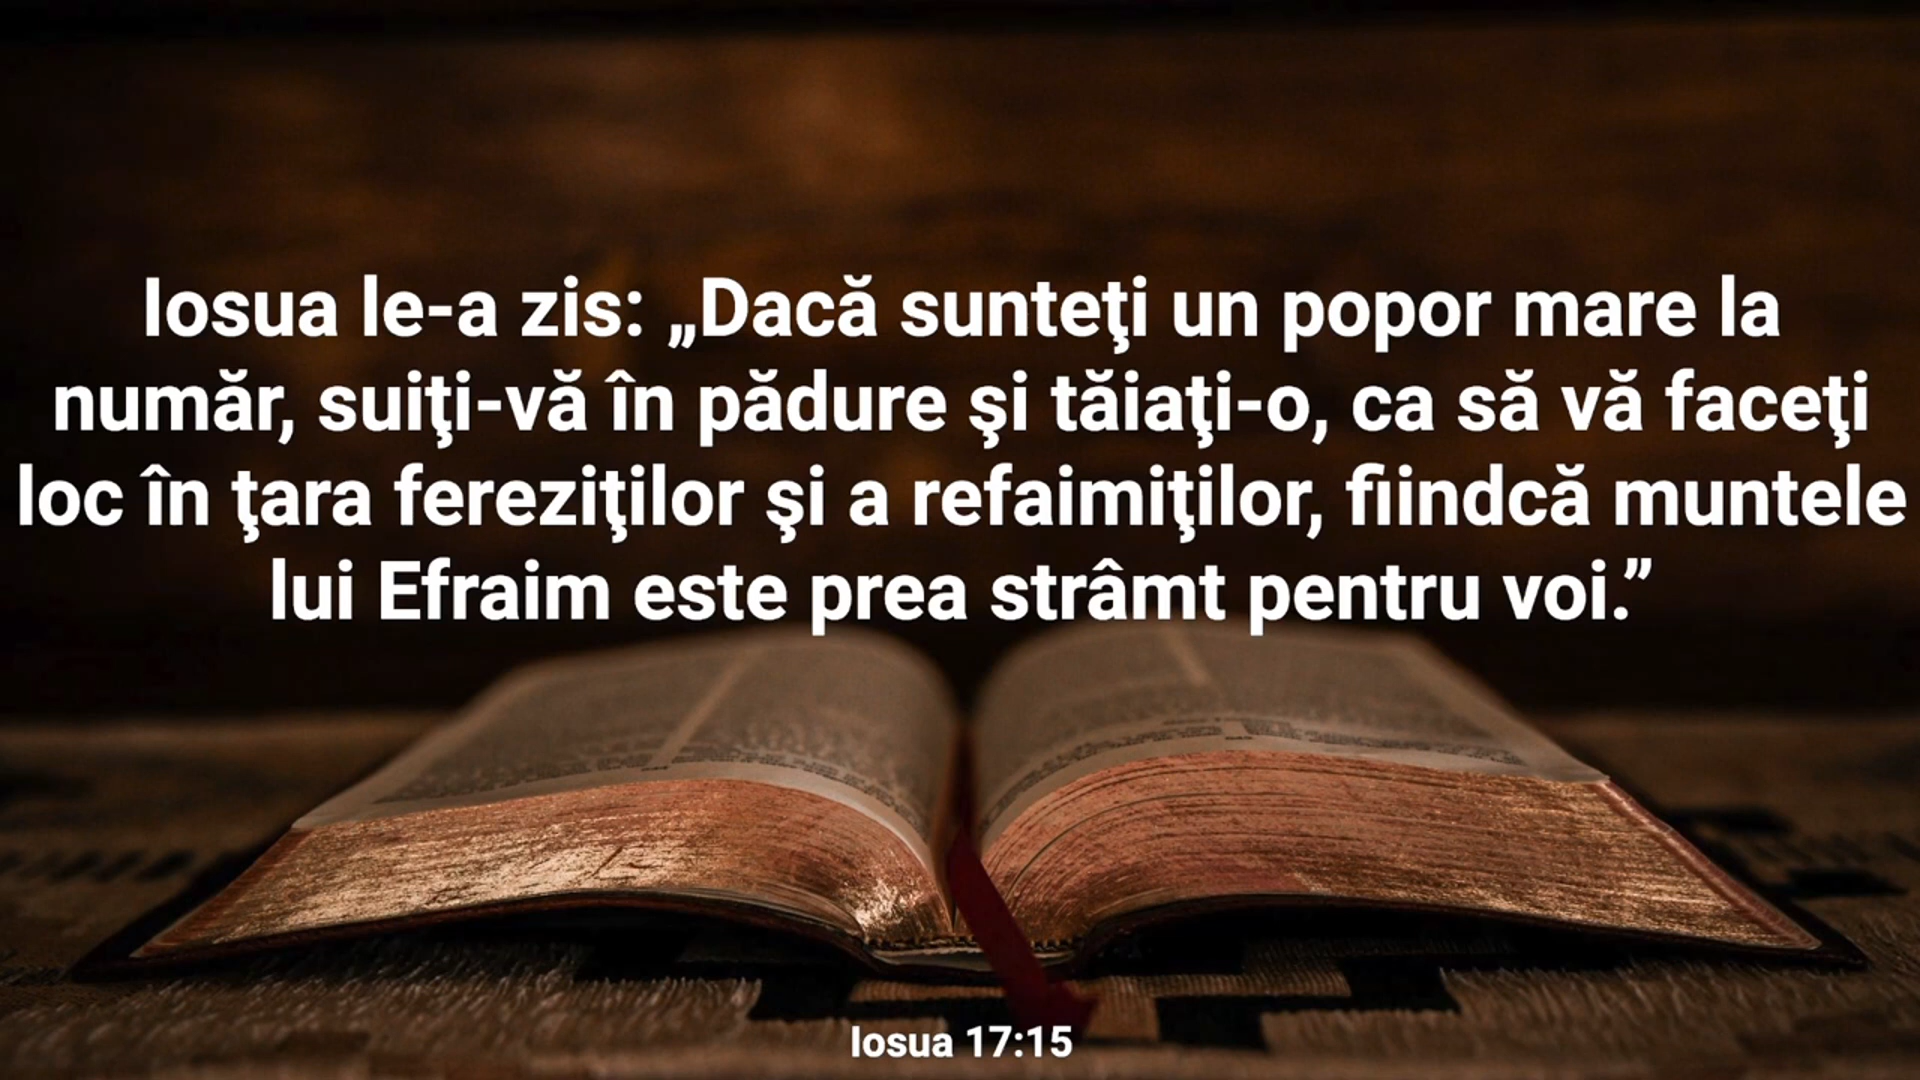 Iosua le-a zis: „Dacă sunteţi un popor mare la
număr, suiţi-vă în pădure şi tăiaţi-o, ca să vă faceţi
loc în ţara fereziţilor şi a refaimiţilor, fiindcă muntele
lui Efraim este prea strâmt pentru voi.”
Iosua 17:15